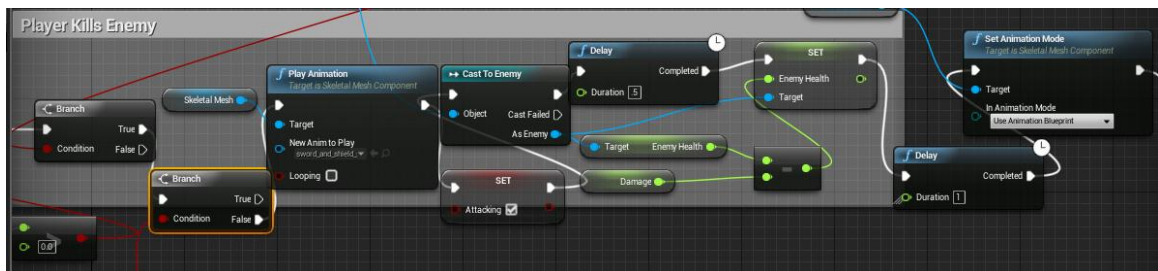 Player Kills Enemy
Branch
True
Condition
False
Branch
True
Condition
False
0.0
Skeletal Mesh
Play Animation
Target is Skeletal Mesh Component
Target
New Anim to Play
sword_and_shield_
Looping
Cast To Enemy
Object
Cast Failed
As Enemy
SET
Attacking
Delay
Completed
Duration .5
Target
Enemy Health
Damage
SET
Enemy Health
Target
Delay
Completed
Duration 1
Set Animation Mode
Target is Skeletal Mesh Component
Target
In Animation Mode
Use Animation Blueprint